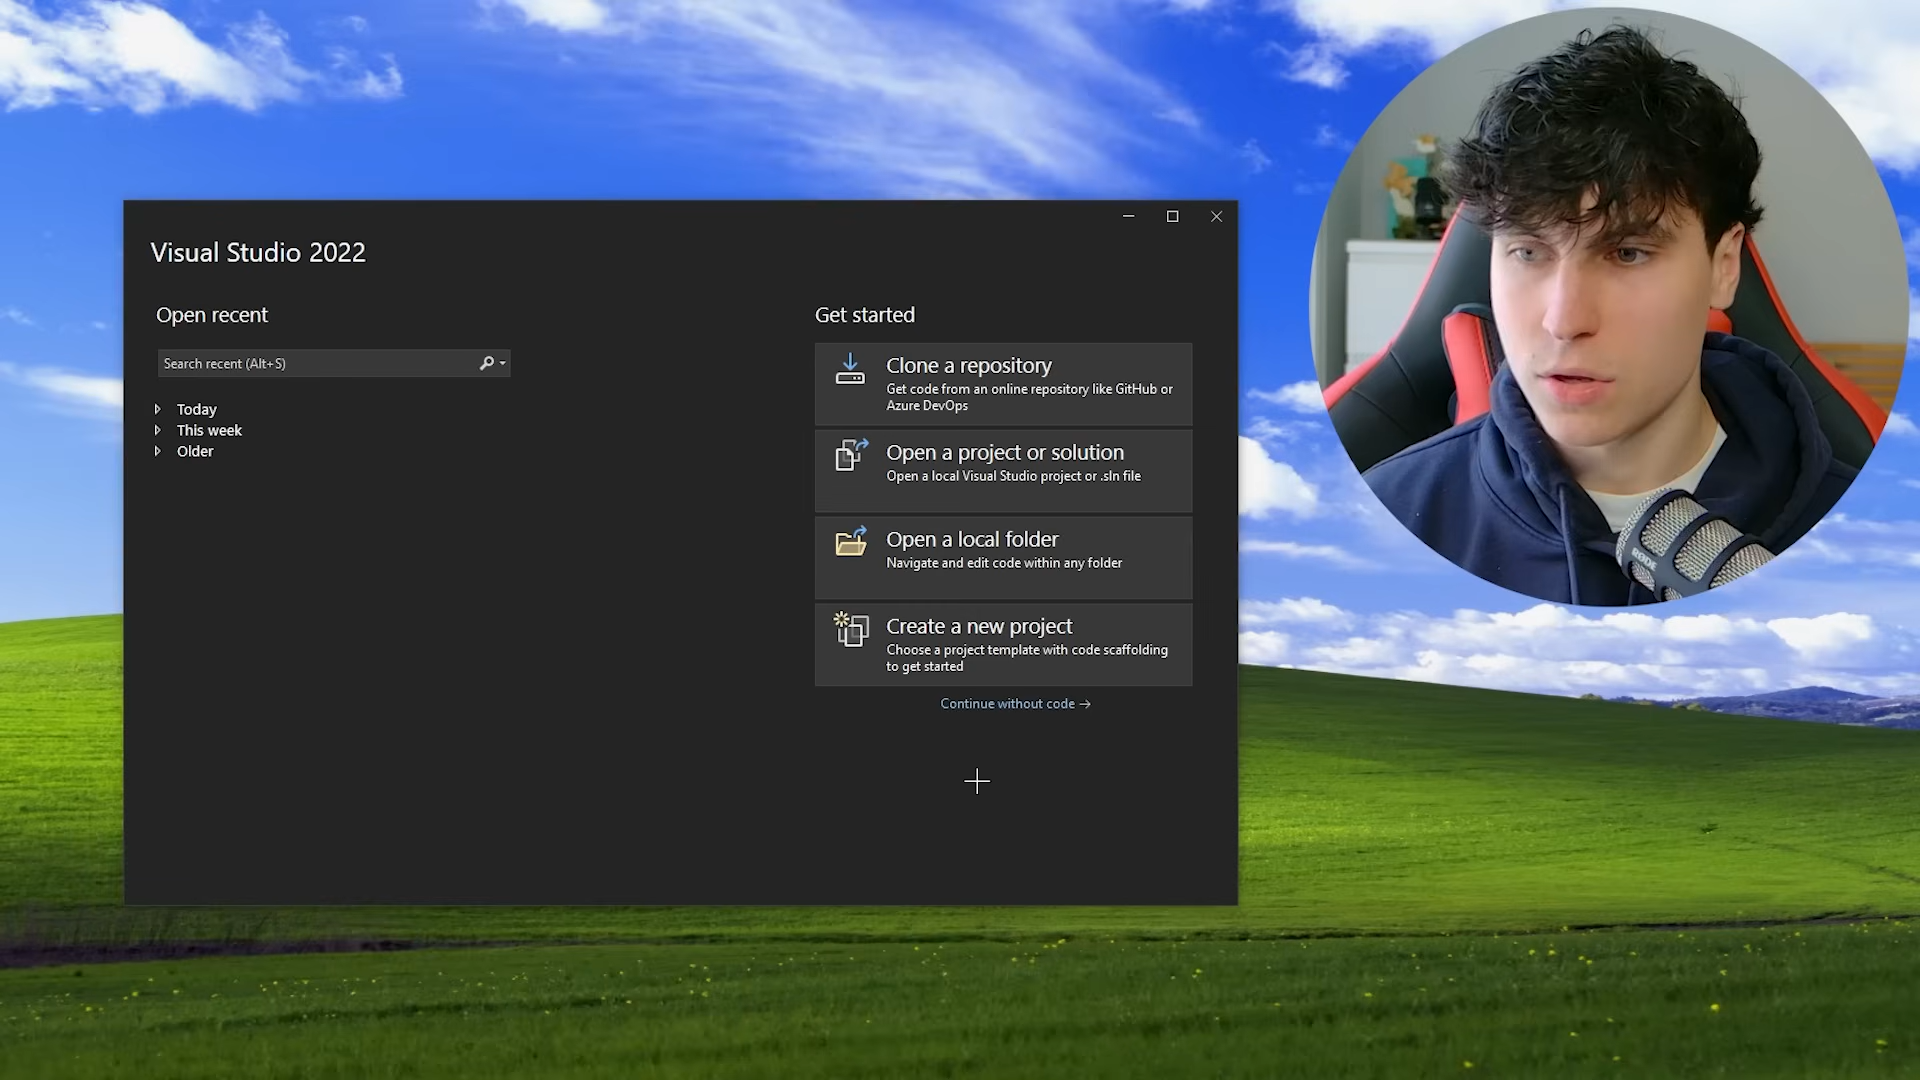 Visual Studio 2022
Open recent
Search recent (Alt+S)
Today
This week
Older
Get started
Clone a repository
Get code from an online repository like GitHub or
Azure DevOps
Open a project or solution
Open a local Visual Studio project or .sln file
Open a local folder
Navigate and edit code within any folder
Create a new project
Choose a project template with code scaffolding
to get started
Continue without code →
RODE